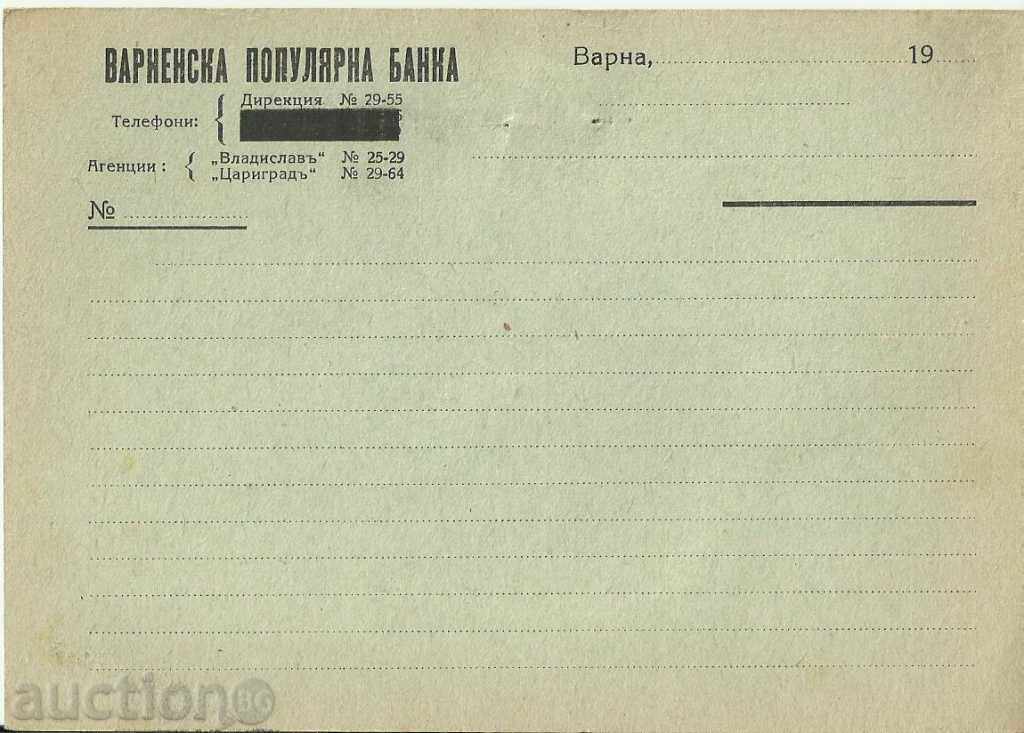 ВАРНЕНСКА ПОПУЛЯРНА БАНКА
Варна, 19
Телефони: { Дирекция № 29-55
Агенции: { „Владиславъ“ № 25-29
„Цариградъ“ № 29-64
№
auction BG